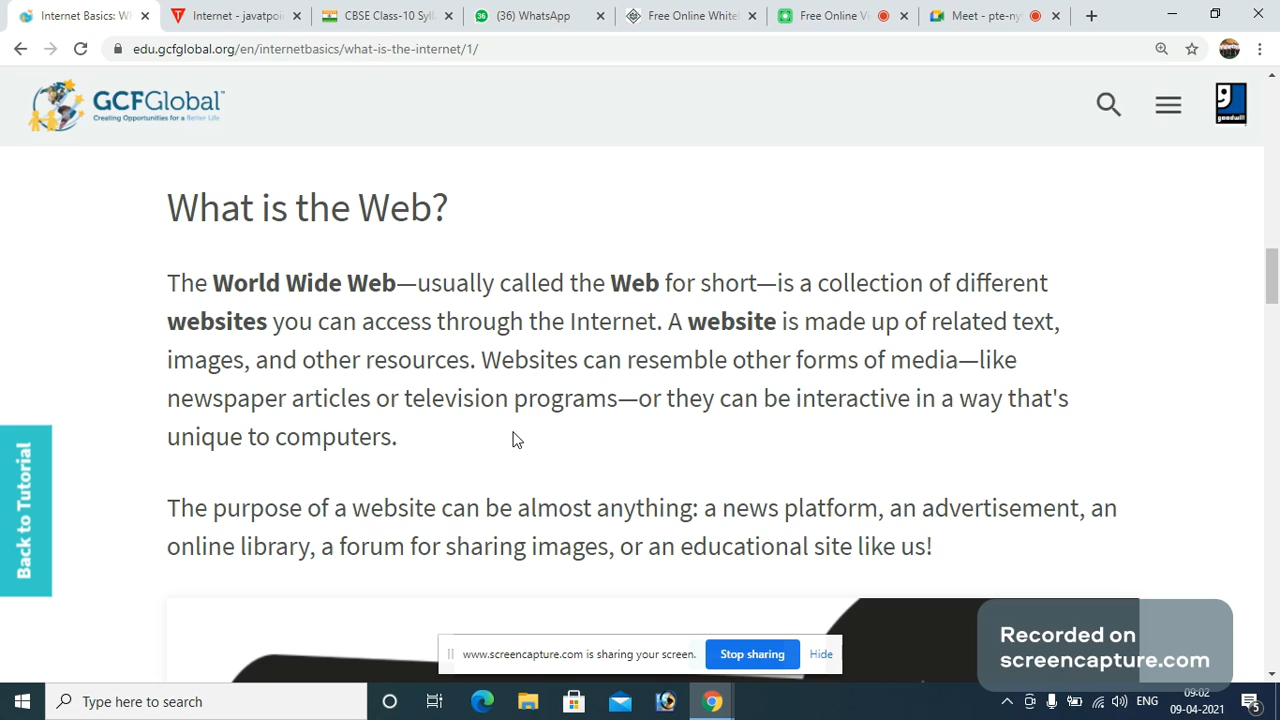 Internet Basics: Wh
Internet - javatpoi
CBSE Class-10 Syll
(36) WhatsApp
Free Online Whitel
Free Online Vi
Meet - pte-ny
edu.gcfglobal.org/en/internetbasics/what-is-the-internet/1/
GCFGlobal
Creating Opportunities for a Better Life
goodwill
What is the Web?
The World Wide Web—usually called the Web for short—is a collection of different
websites you can access through the Internet. A website is made up of related text,
images, and other resources. Websites can resemble other forms of media—like
newspaper articles or television programs—or they can be interactive in a way that's
unique to computers.
Back to Tutorial
The purpose of a website can be almost anything: a news platform, an advertisement, an
online library, a forum for sharing images, or an educational site like us!
www.screencapture.com is sharing your screen.
Stop sharing
Hide
Recorded on
screencapture.com
Type here to search
ENG
09:02
09-04-2021
5